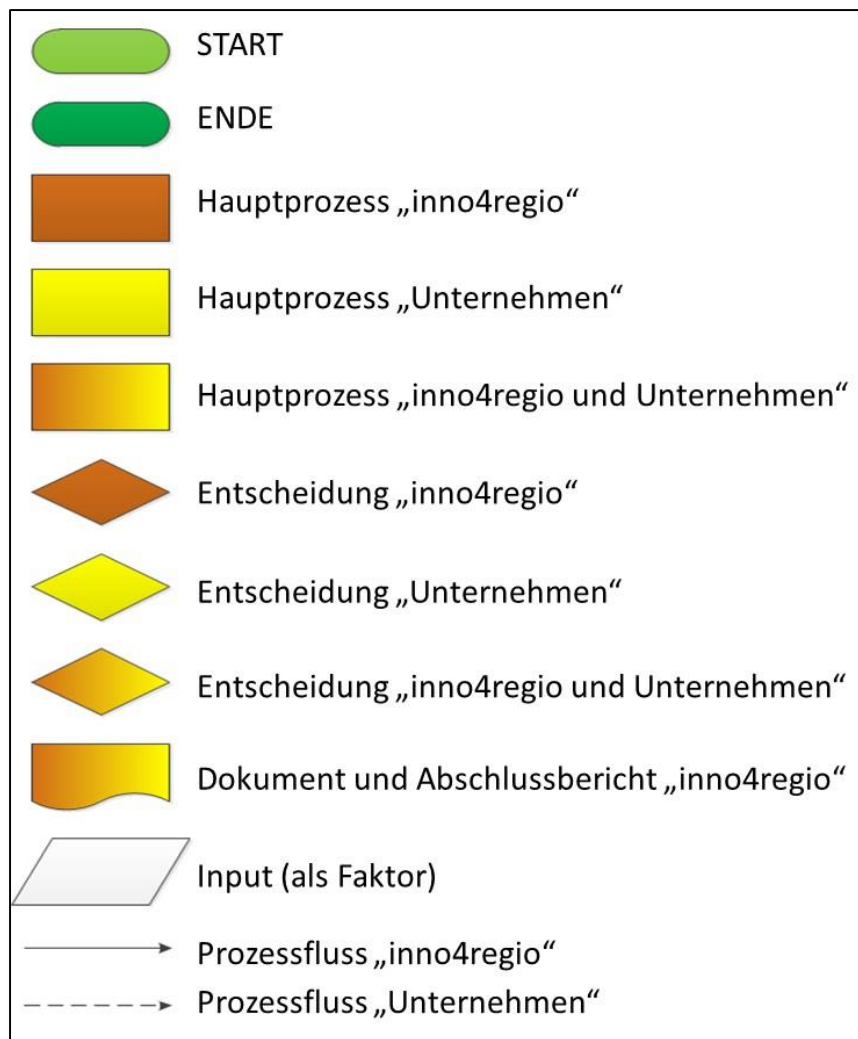 START
ENDE
Hauptprozess „inno4regio“
Hauptprozess „Unternehmen“
Hauptprozess „inno4regio und Unternehmen“
Entscheidung „inno4regio“
Entscheidung „Unternehmen“
Entscheidung „inno4regio und Unternehmen“
Dokument und Abschlussbericht „inno4regio“
Input (als Faktor)
Prozessfluss „inno4regio“
Prozessfluss „Unternehmen“